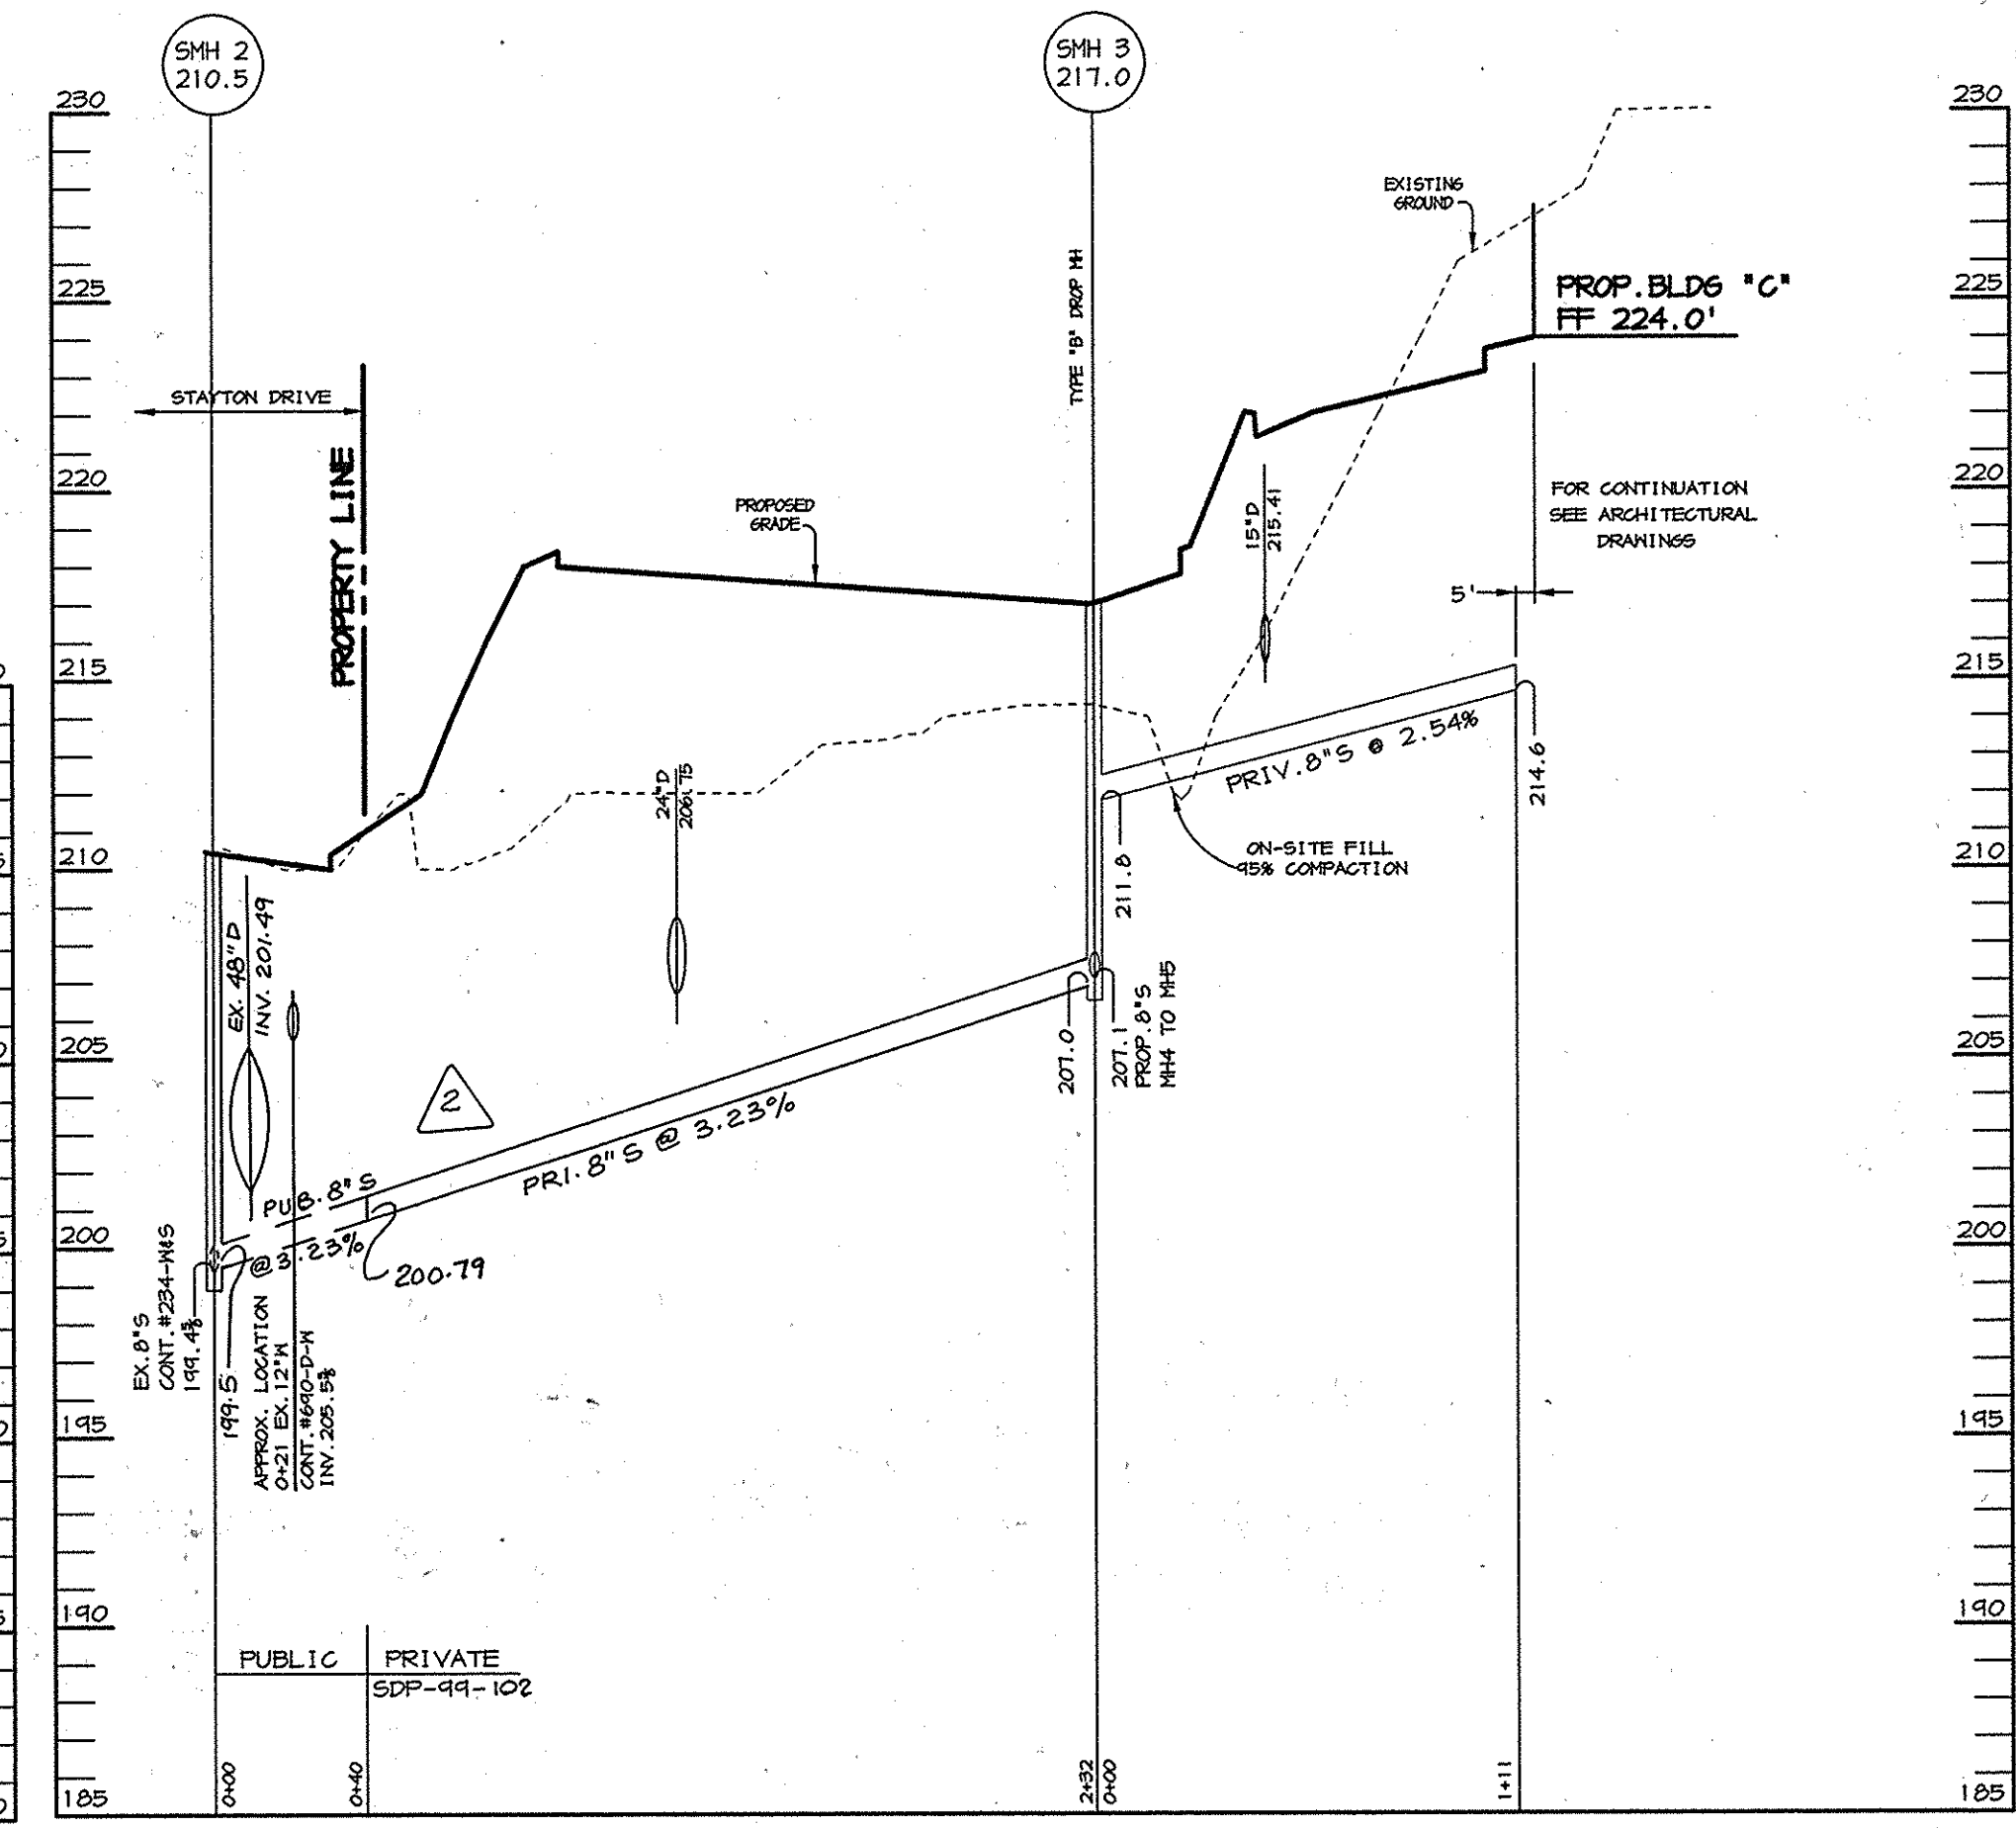 SMH 2
210.5
SMH 3
217.0
230
225
220
215
210
205
200
195
190
185
230
225
220
215
210
205
200
195
190
185
STAYTON DRIVE
PROPERTY LINE
PROPOSED
GRADE
TYPE "B" DROP MH
EXISTING
GROUND
PROP. BLDG "C"
FF 224.0'
FOR CONTINUATION
SEE ARCHITECTURAL
DRAWINGS
5'
15"D
215.41
24"D
206.75
EX. 48"D
INV. 201.49
PRIV. 8"S @ 2.54%
214.6
211.8
ON-SITE FILL
95% COMPACTION
207.0
207.1
PROP. 8"S
MH4 TO MH5
2
PUB. 8"S
@ 3.23%
PRI. 8"S @ 3.23%
200.79
EX. 8"S
CONT. #234-W&S
199.5
APPROX. LOCATION
0+21 EX. 12"W
CONT. #690-D-W
PUBLIC
PRIVATE
SDP-99-102
0+00
0+40
2+32
0+00
1+11